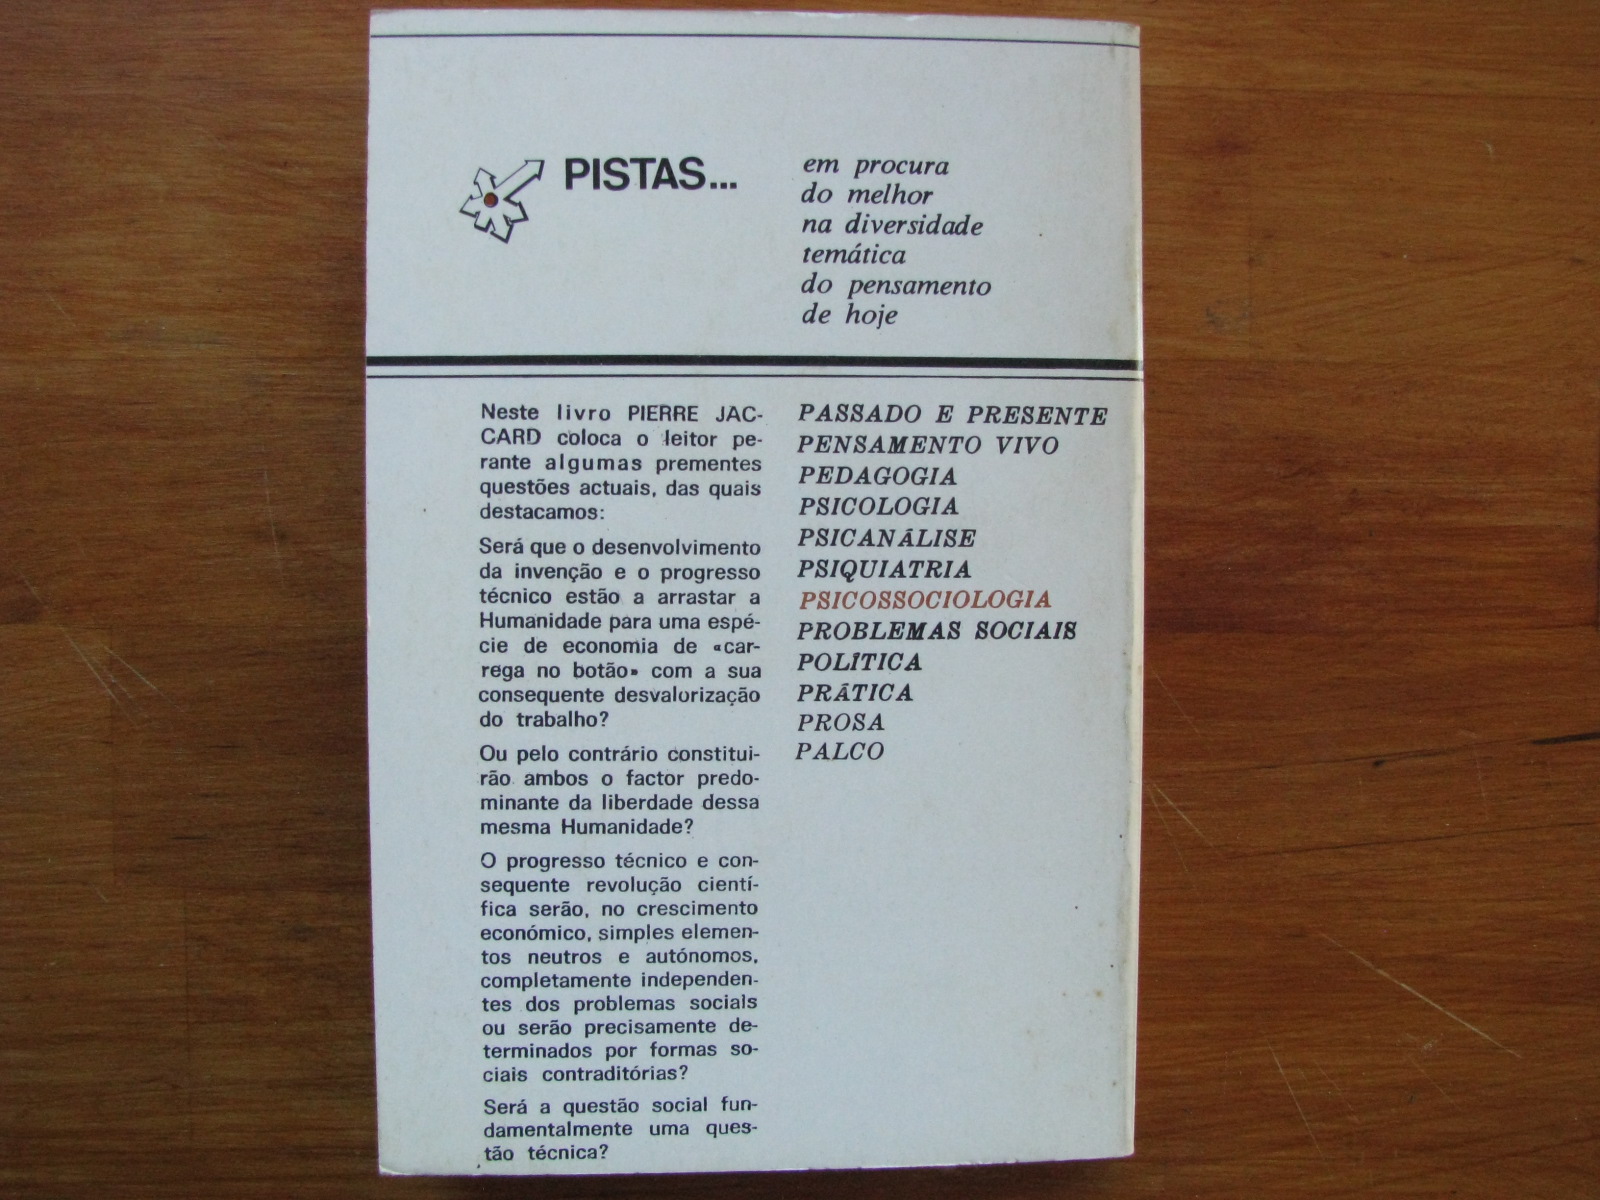 PISTAS...
em procura
do melhor
na diversidade
temática
do pensamento
de hoje
Neste livro PIERRE JAC-
CARD coloca o leitor pe-
rante algumas prementes
questões actuais, das quais
destacamos:
Será que o desenvolvimento
da invenção e o progresso
técnico estão a arrastar a
Humanidade para uma espé-
cie de economia de «car-
rega no botão» com a sua
consequente desvalorização
do trabalho?
Ou pelo contrário constitui-
rão ambos o factor predo-
minante da liberdade dessa
mesma Humanidade?
O progresso técnico e con-
sequente revolução cientí-
fica serão, no crescimento
económico, simples elemen-
tos neutros e autónomos,
completamente independen-
tes dos problemas sociais
ou serão precisamente de-
terminados por formas so-
ciais contraditórias?
Será a questão social fun-
damentalmente uma ques-
tão técnica?
PASSADO E PRESENTE
PENSAMENTO VIVO
PEDAGOGIA
PSICOLOGIA
PSICANÁLISE
PSIQUIATRIA
PSICOSSOCIOLOGIA
PROBLEMAS SOCIAIS
POLÍTICA
PRÁTICA
PROSA
PALCO